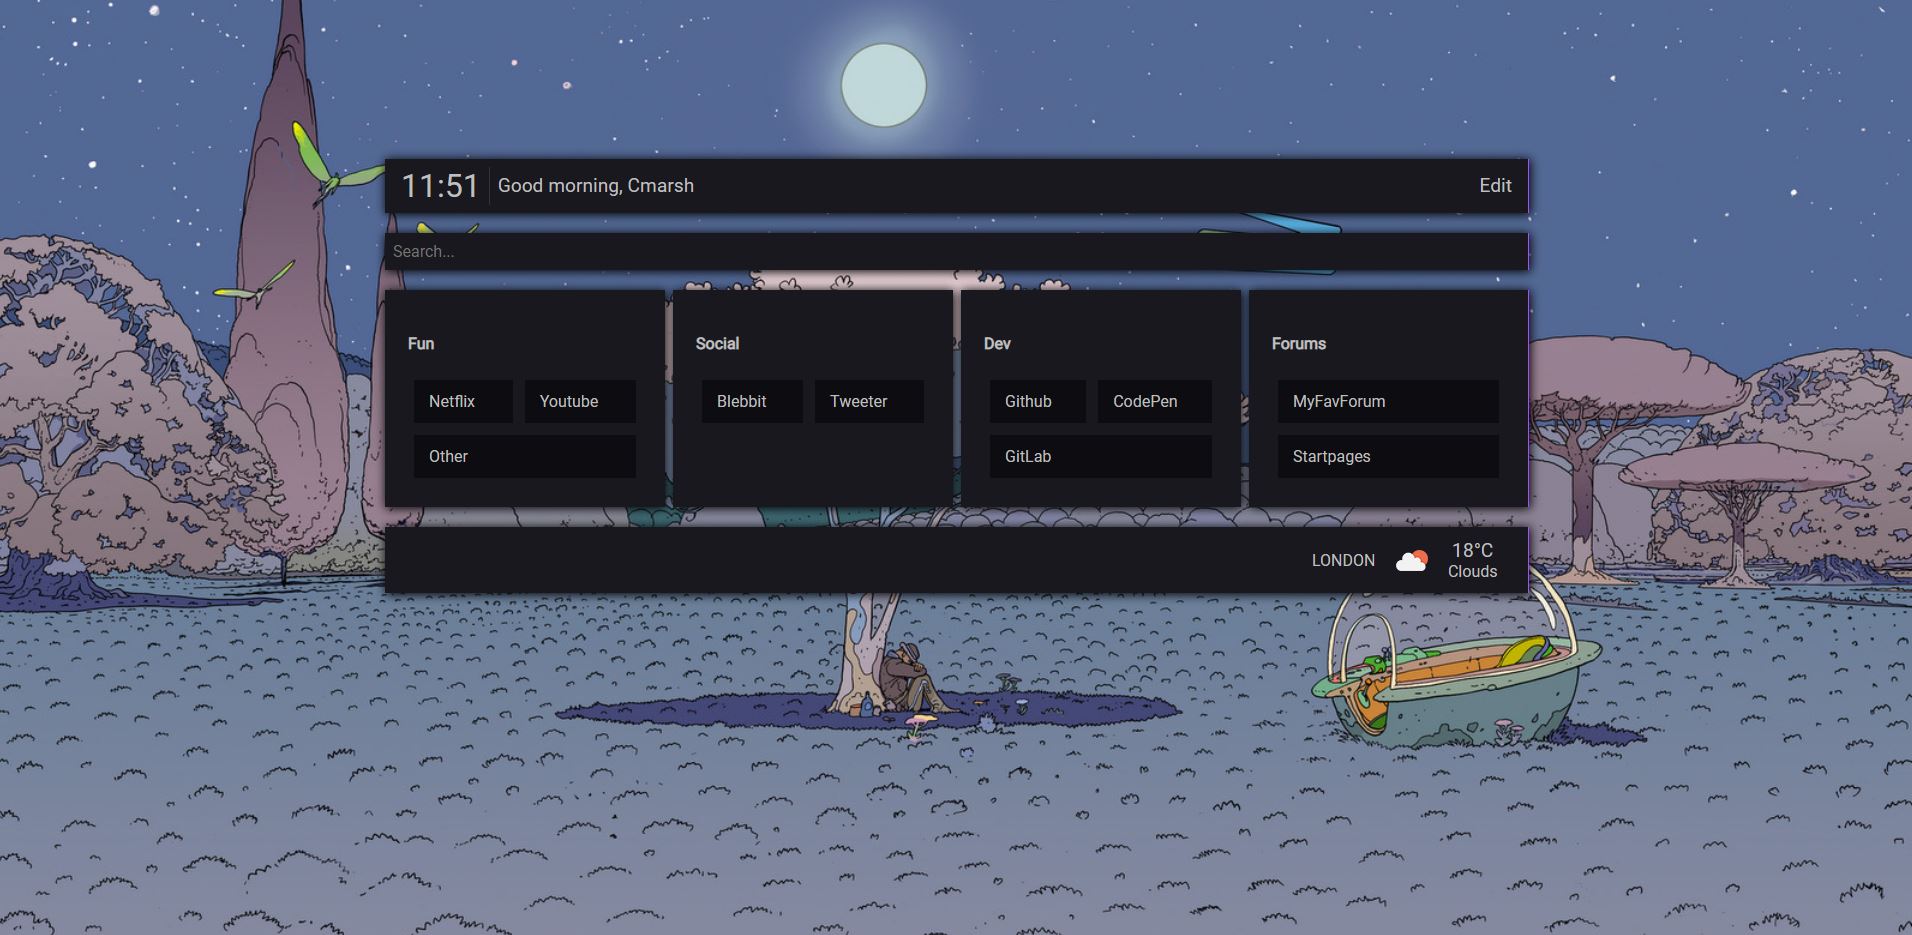 11:51 Good morning, Cmarsh Edit
Search...
Fun
Netflix Youtube
Other
Social
Blebbit Tweeter
Dev
Github CodePen
GitLab
Forums
MyFavForum
Startpages
LONDON
18°C
Clouds